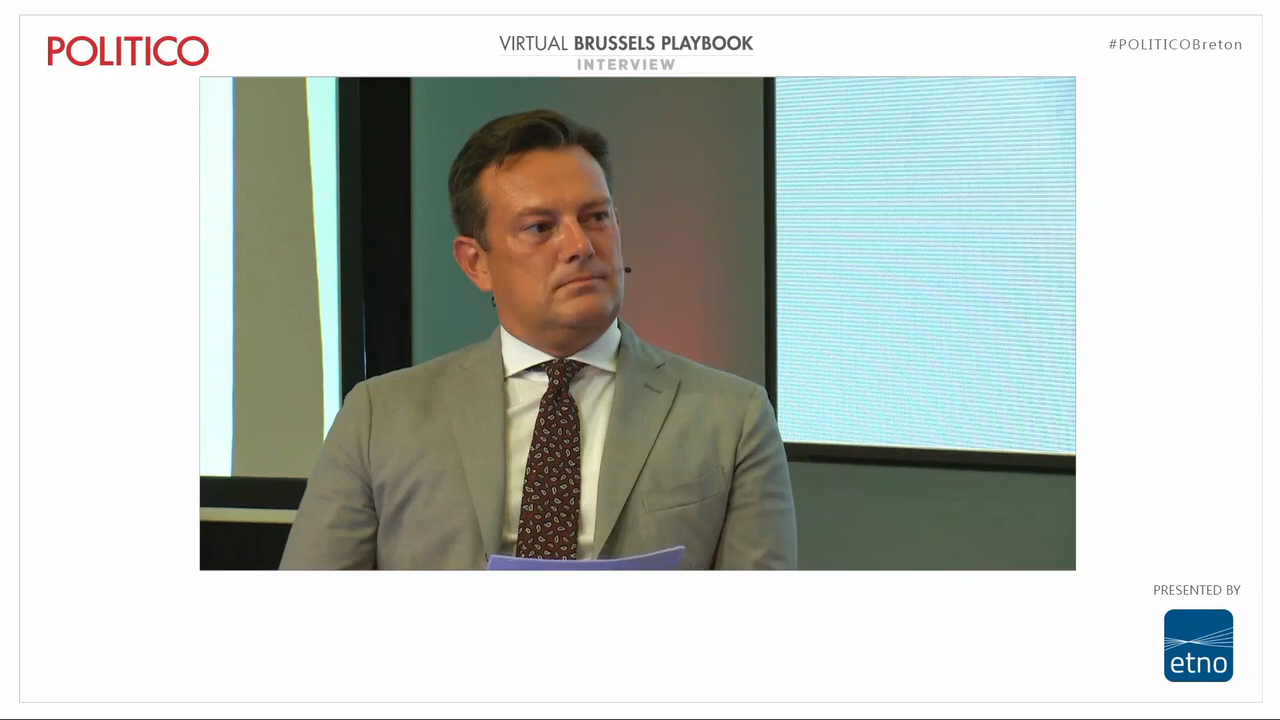 POLITICO
VIRTUAL BRUSSELS PLAYBOOK
INTERVIEW
#POLITICOBreton
PRESENTED BY
etno